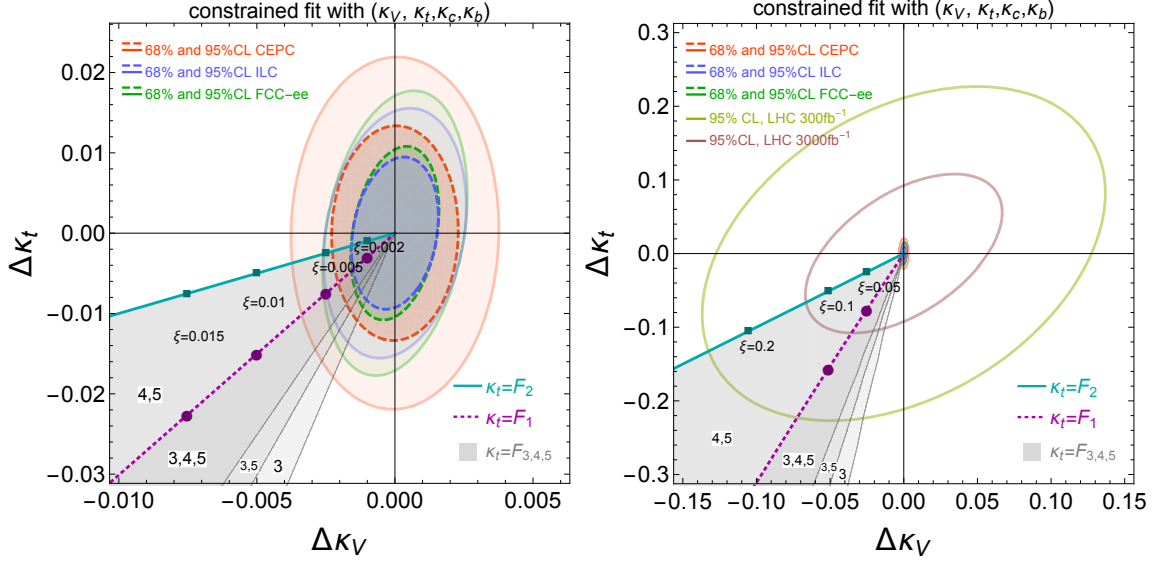 constrained fit with (κV, κt,κc,κb)
68% and 95%CL CEPC
68% and 95%CL ILC
68% and 95%CL FCC-ee
0.02
0.01
0.00
-0.01
-0.02
-0.03
Δκt
ξ=0.002
ξ=0.005
ξ=0.01
ξ=0.015
4,5
3,4,5
3,5
3
κt=F2
κt=F1
κt=F3,4,5
-0.010
-0.005
0.000
0.005
ΔκV
constrained fit with (κV, κt,κc,κb)
68% and 95%CL CEPC
68% and 95%CL ILC
68% and 95%CL FCC-ee
95% CL, LHC 300fb⁻¹
95%CL, LHC 3000fb⁻¹
0.3
0.2
0.1
0.0
-0.1
-0.2
-0.3
Δκt
ξ=0.05
ξ=0.1
ξ=0.2
4,5
3,4,5
3,5
3
κt=F2
κt=F1
κt=F3,4,5
-0.15
-0.10
-0.05
0.00
0.05
0.10
0.15
ΔκV